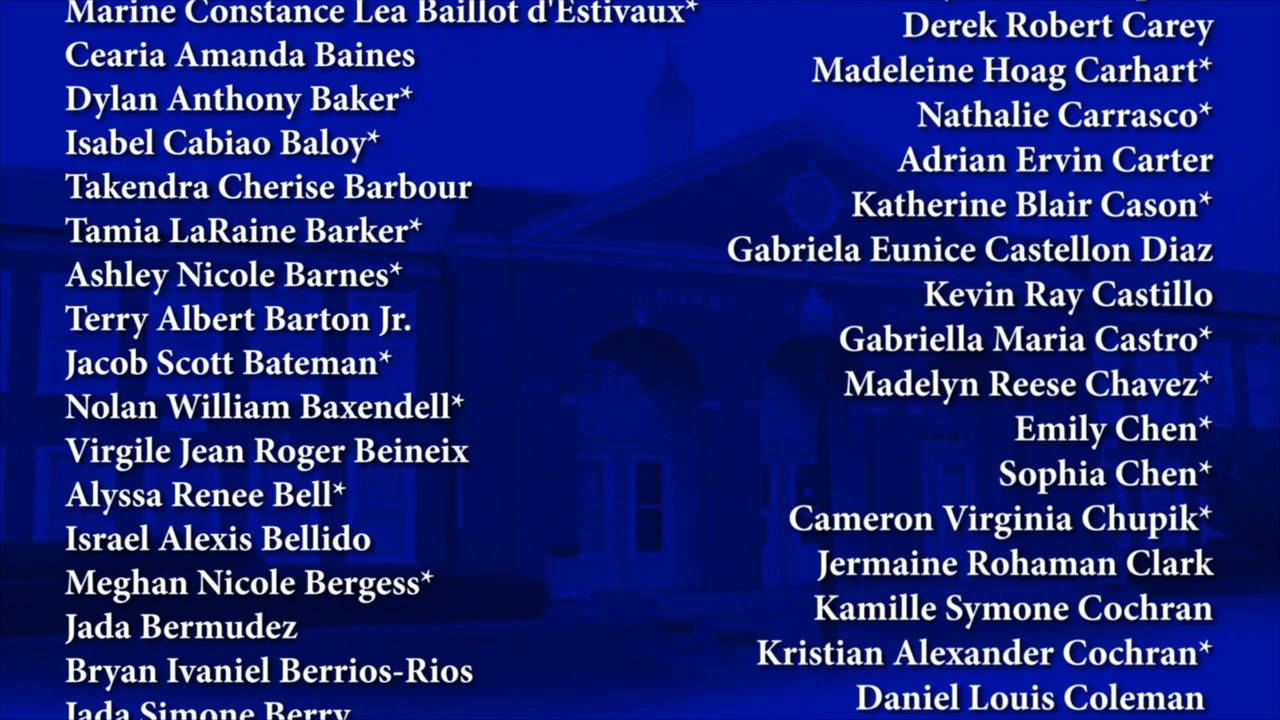 Marine Constance Lea Baillot d'Estivaux*
Cearia Amanda Baines
Dylan Anthony Baker*
Isabel Cabiao Baloy*
Takendra Cherise Barbour
Tamia LaRaine Barker*
Ashley Nicole Barnes*
Terry Albert Barton Jr.
Jacob Scott Bateman*
Nolan William Baxendell*
Virgile Jean Roger Beineix
Alyssa Renee Bell*
Israel Alexis Bellido
Meghan Nicole Bergess*
Jada Bermudez
Bryan Ivaniel Berrios-Rios
Jada Simone Berry
Derek Robert Carey
Madeleine Hoag Carhart*
Nathalie Carrasco*
Adrian Ervin Carter
Katherine Blair Cason*
Gabriela Eunice Castellon Diaz
Kevin Ray Castillo
Gabriella Maria Castro*
Madelyn Reese Chavez*
Emily Chen*
Sophia Chen*
Cameron Virginia Chupik*
Jermaine Rohaman Clark
Kamille Symone Cochran
Kristian Alexander Cochran*
Daniel Louis Coleman